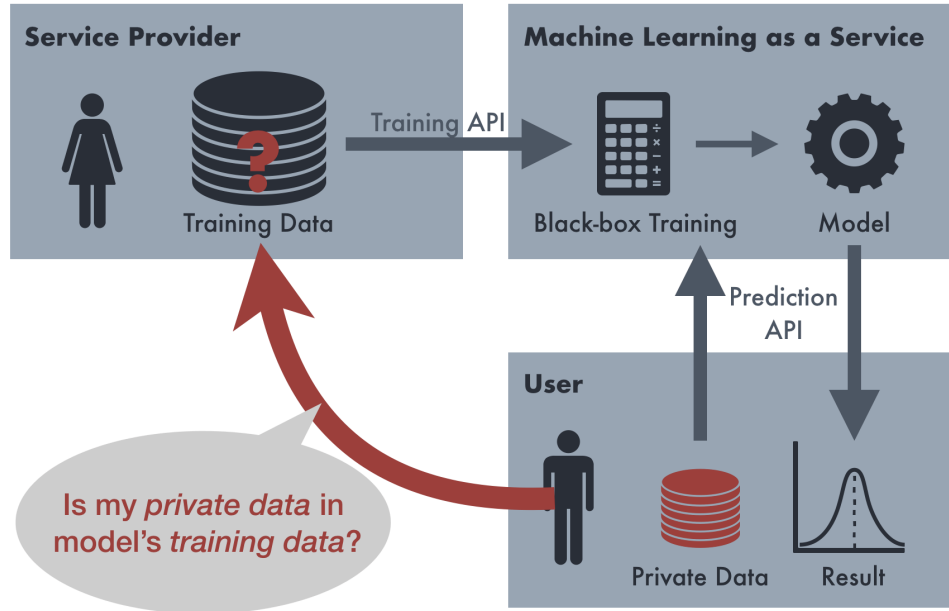 Service Provider
?
Training Data
Training API
Machine Learning as a Service
÷
×
−
+
=
Black-box Training
Model
Prediction
API
User
Is my private data in
model's training data?
Private Data
Result